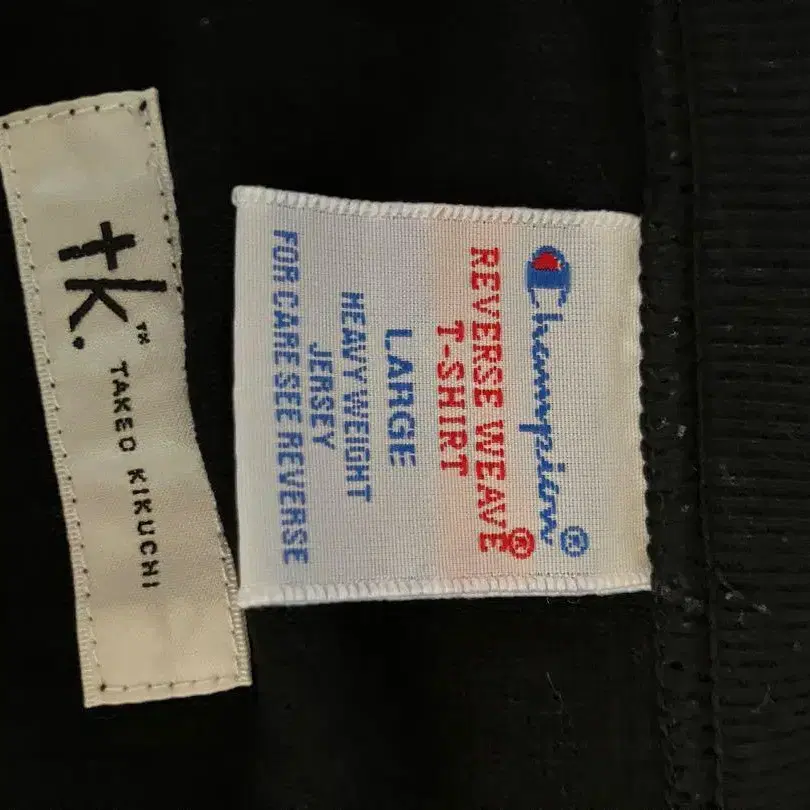 Champion®
REVERSE WEAVE®
T-SHIRT
LARGE
HEAVY WEIGHT
JERSEY
FOR CARE SEE REVERSE
tk.™ TAKEO KIKUCHI